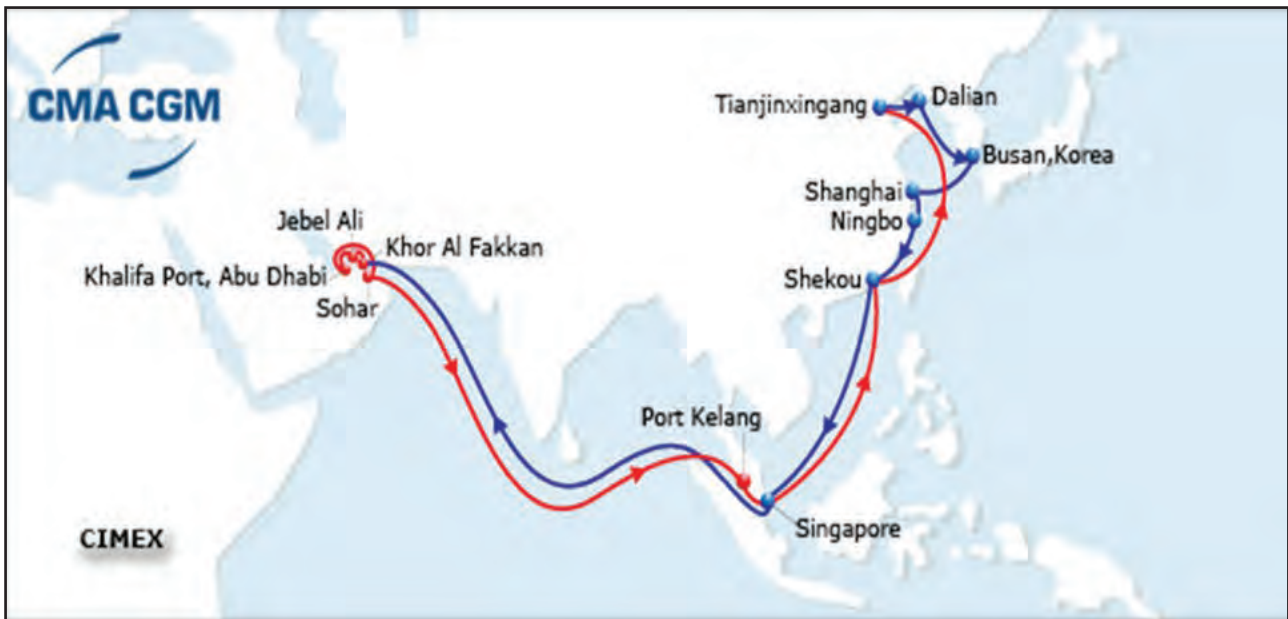 CMA CGM
Tianjinxingang
Dalian
Busan,Korea
Shanghai
Ningbo
Jebel Ali
Khor Al Fakkan
Khalifa Port, Abu Dhabi
Shekou
Sohar
Port Kelang
Singapore
CIMEX